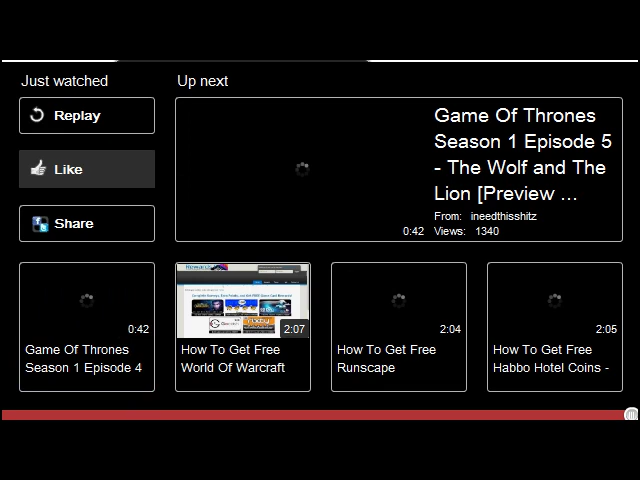 Just watched
Up next
Replay
Like
Share
Game Of Thrones
Season 1 Episode 5
- The Wolf and The
Lion [Preview ...
From: ineedthisshitz
0:42 Views: 1340
0:42
Game Of Thrones
Season 1 Episode 4
2:07
How To Get Free
World Of Warcraft
2:04
How To Get Free
Runscape
2:05
How To Get Free
Habbo Hotel Coins -